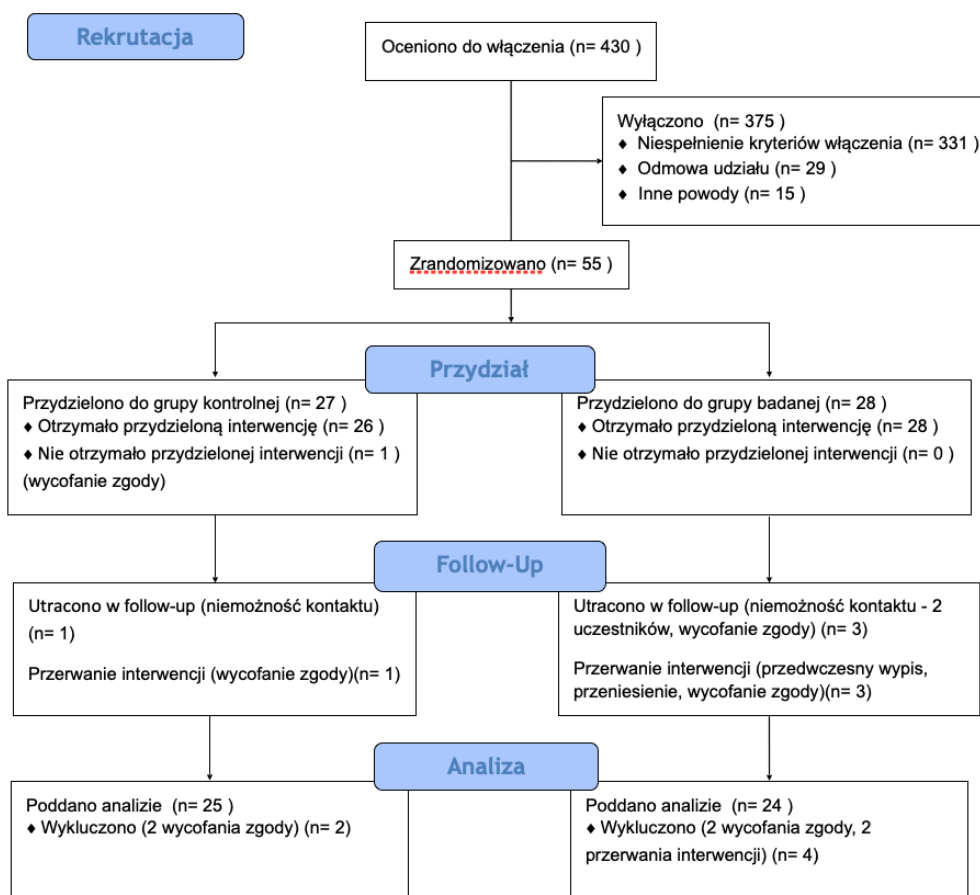 Rekrutacja
Oceniono do włączenia (n= 430 )
Wyłączono (n= 375 )
♦ Niespełnienie kryteriów włączenia (n= 331 )
♦ Odmowa udziału (n= 29 )
♦ Inne powody (n= 15 )
Zrandomizowano (n= 55 )
Przydział
Przydzielono do grupy kontrolnej (n= 27 )
♦ Otrzymało przydzieloną interwencję (n= 26 )
♦ Nie otrzymało przydzielonej interwencji (n= 1 )
(wycofanie zgody)
Przydzielono do grupy badanej (n= 28 )
♦ Otrzymało przydzieloną interwencję (n= 28 )
♦ Nie otrzymało przydzielonej interwencji (n= 0 )
Follow-Up
Utracono w follow-up (niemożność kontaktu)
(n= 1)
Przerwanie interwencji (wycofanie zgody)(n= 1)
Utracono w follow-up (niemożność kontaktu - 2
uczestników, wycofanie zgody) (n= 3)
Przerwanie interwencji (przedwczesny wypis,
przeniesienie, wycofanie zgody)(n= 3)
Analiza
Poddano analizie (n= 25 )
♦ Wykluczono (2 wycofania zgody) (n= 2)
Poddano analizie (n= 24 )
♦ Wykluczono (2 wycofania zgody, 2
przerwania interwencji) (n= 4)